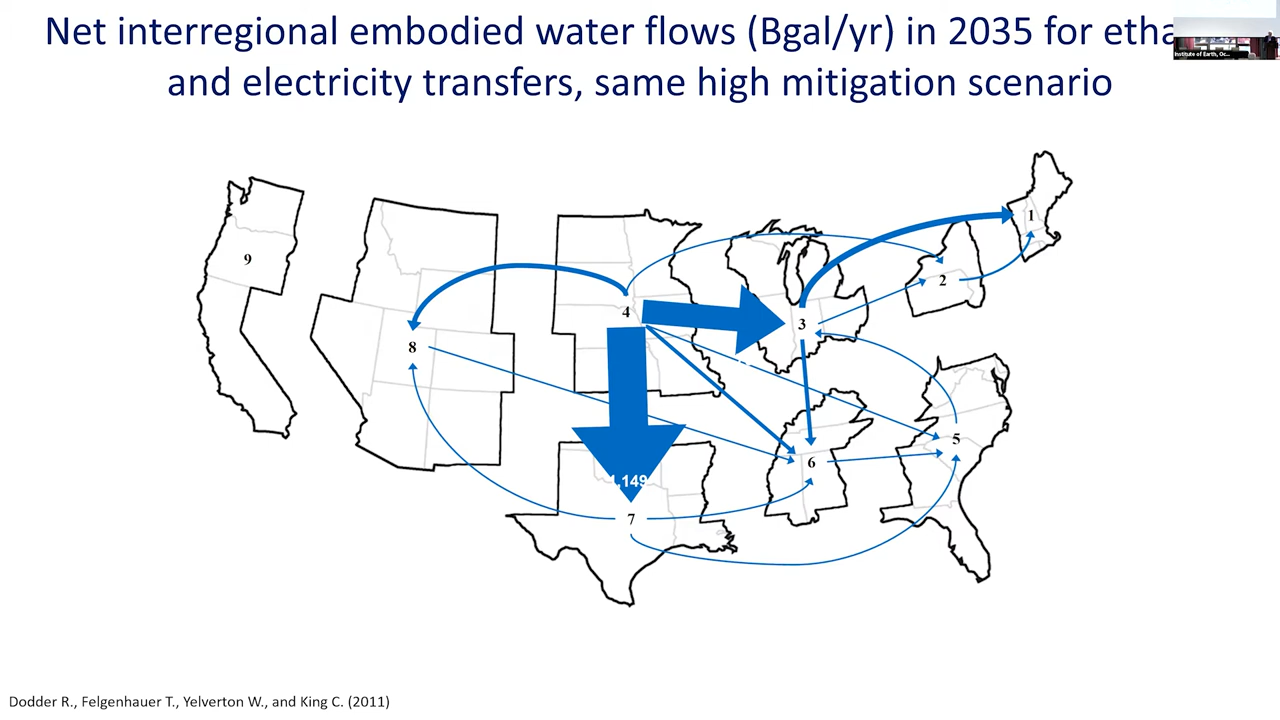 Net interregional embodied water flows (Bgal/yr) in 2035 for etha
and electricity transfers, same high mitigation scenario
Institute of Earth, Oc...
1
9
2
4
3
8
5
6
,149
7
Dodder R., Felgenhauer T., Yelverton W., and King C. (2011)